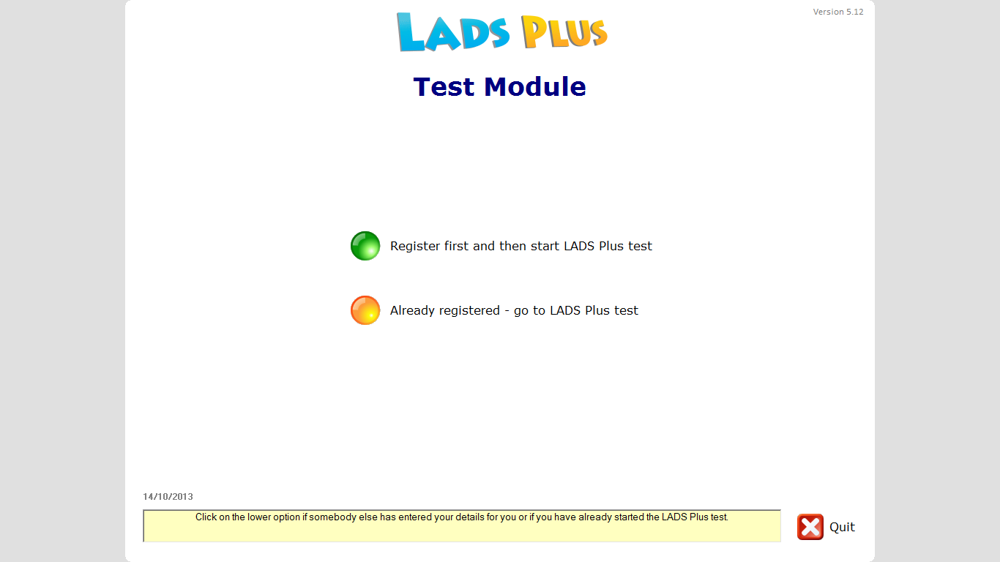 Version 5.12
LADS PLUS
Test Module
Register first and then start LADS Plus test
Already registered - go to LADS Plus test
14/10/2013
Click on the lower option if somebody else has entered your details for you or if you have already started the LADS Plus test.
Quit